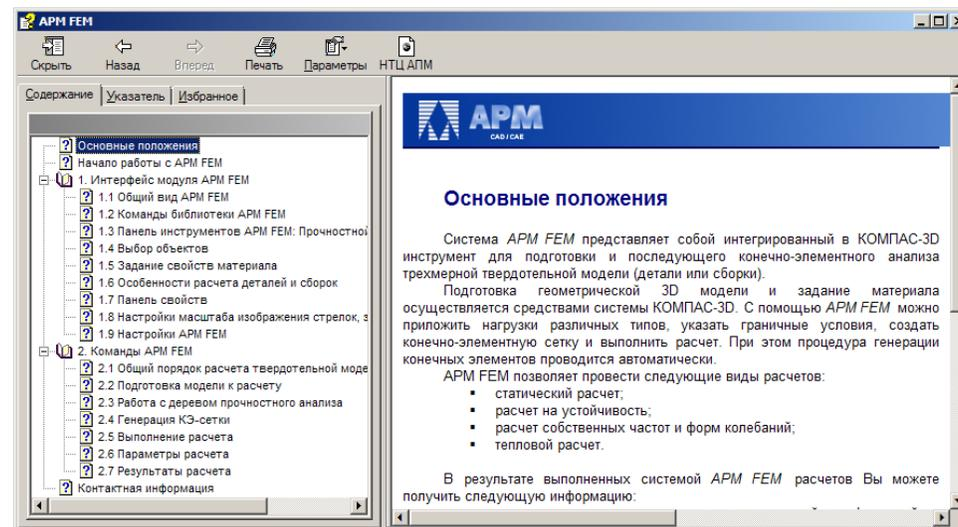 APM FEM
Скрыть Назад Вперед Печать Параметры НТЦ АПМ
Содержание Указатель Избранное
Основные положения
Начало работы с APM FEM
1. Интерфейс модуля APM FEM
1.1 Общий вид APM FEM
1.2 Команды библиотеки APM FEM
1.3 Панель инструментов APM FEM: Прочностной
1.4 Выбор объектов
1.5 Задание свойств материала
1.6 Особенности расчета деталей и сборок
1.7 Панель свойств
1.8 Настройки масштаба изображения стрелок, з
1.9 Настройки APM FEM
2. Команды APM FEM
2.1 Общий порядок расчета твердотельной моде
2.2 Подготовка модели к расчету
2.3 Работа с деревом прочностного анализа
2.4 Генерация КЭ-сетки
2.5 Выполнение расчета
2.6 Параметры расчета
2.7 Результаты расчета
Контактная информация
APM
CAD / CAE
Основные положения
Система APM FEM представляет собой интегрированный в КОМПАС-3D
инструмент для подготовки и последующего конечно-элементного анализа
трехмерной твердотельной модели (детали или сборки).
Подготовка геометрической 3D модели и задание материала
осуществляется средствами системы КОМПАС-3D. С помощью APM FEM можно
приложить нагрузки различных типов, указать граничные условия, создать
конечно-элементную сетку и выполнить расчет. При этом процедура генерации
конечных элементов проводится автоматически.
APM FEM позволяет провести следующие виды расчетов:
▪ статический расчет;
▪ расчет на устойчивость;
▪ расчет собственных частот и форм колебаний;
▪ тепловой расчет.
В результате выполненных системой APM FEM расчетов Вы можете
получить следующую информацию: